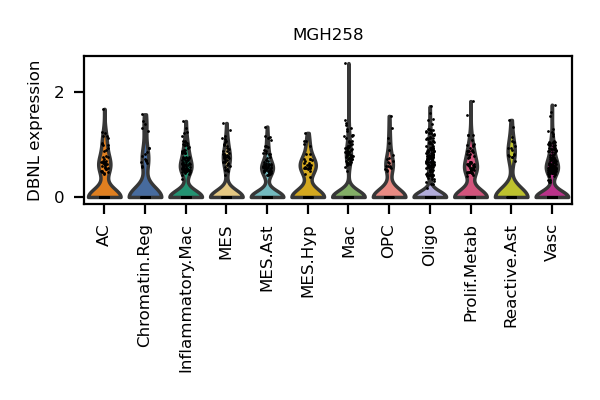 MGH258
DBNL expression
2
0
AC
Chromatin.Reg
Inflammatory.Mac
MES
MES.Ast
MES.Hyp
Mac
OPC
Oligo
Prolif.Metab
Reactive.Ast
Vasc